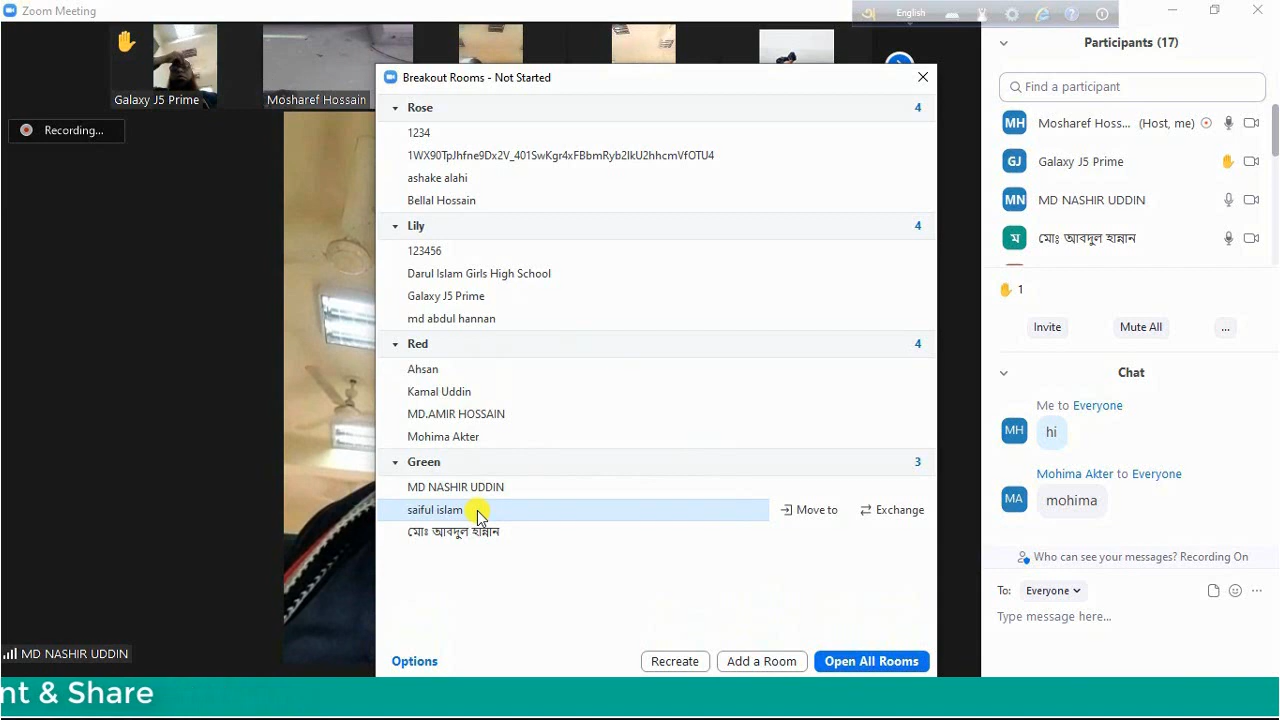 Zoom Meeting
অ English
Galaxy J5 Prime
Mosharef Hossain
Recording...
Breakout Rooms - Not Started
Rose 4
1234
1WX90TpJhfne9Dx2V_401SwKgr4xFBbmRyb2lkU2hhcmVfOTU4
ashake alahi
Bellal Hossain
Lily 4
123456
Darul Islam Girls High School
Galaxy J5 Prime
md abdul hannan
Red 4
Ahsan
Kamal Uddin
MD.AMIR HOSSAIN
Mohima Akter
Green 3
MD NASHIR UDDIN
saiful islam Move to Exchange
মোঃ আবদুল হান্নান
Options Recreate Add a Room Open All Rooms
MD NASHIR UDDIN
Participants (17)
Find a participant
MH Mosharef Hoss... (Host, me)
GJ Galaxy J5 Prime
MN MD NASHIR UDDIN
ম মোঃ আবদুল হান্নান
1
Invite Mute All ...
Chat
Me to Everyone
MH hi
Mohima Akter to Everyone
MA mohima
Who can see your messages? Recording On
To: Everyone
Type message here...
nt & Share